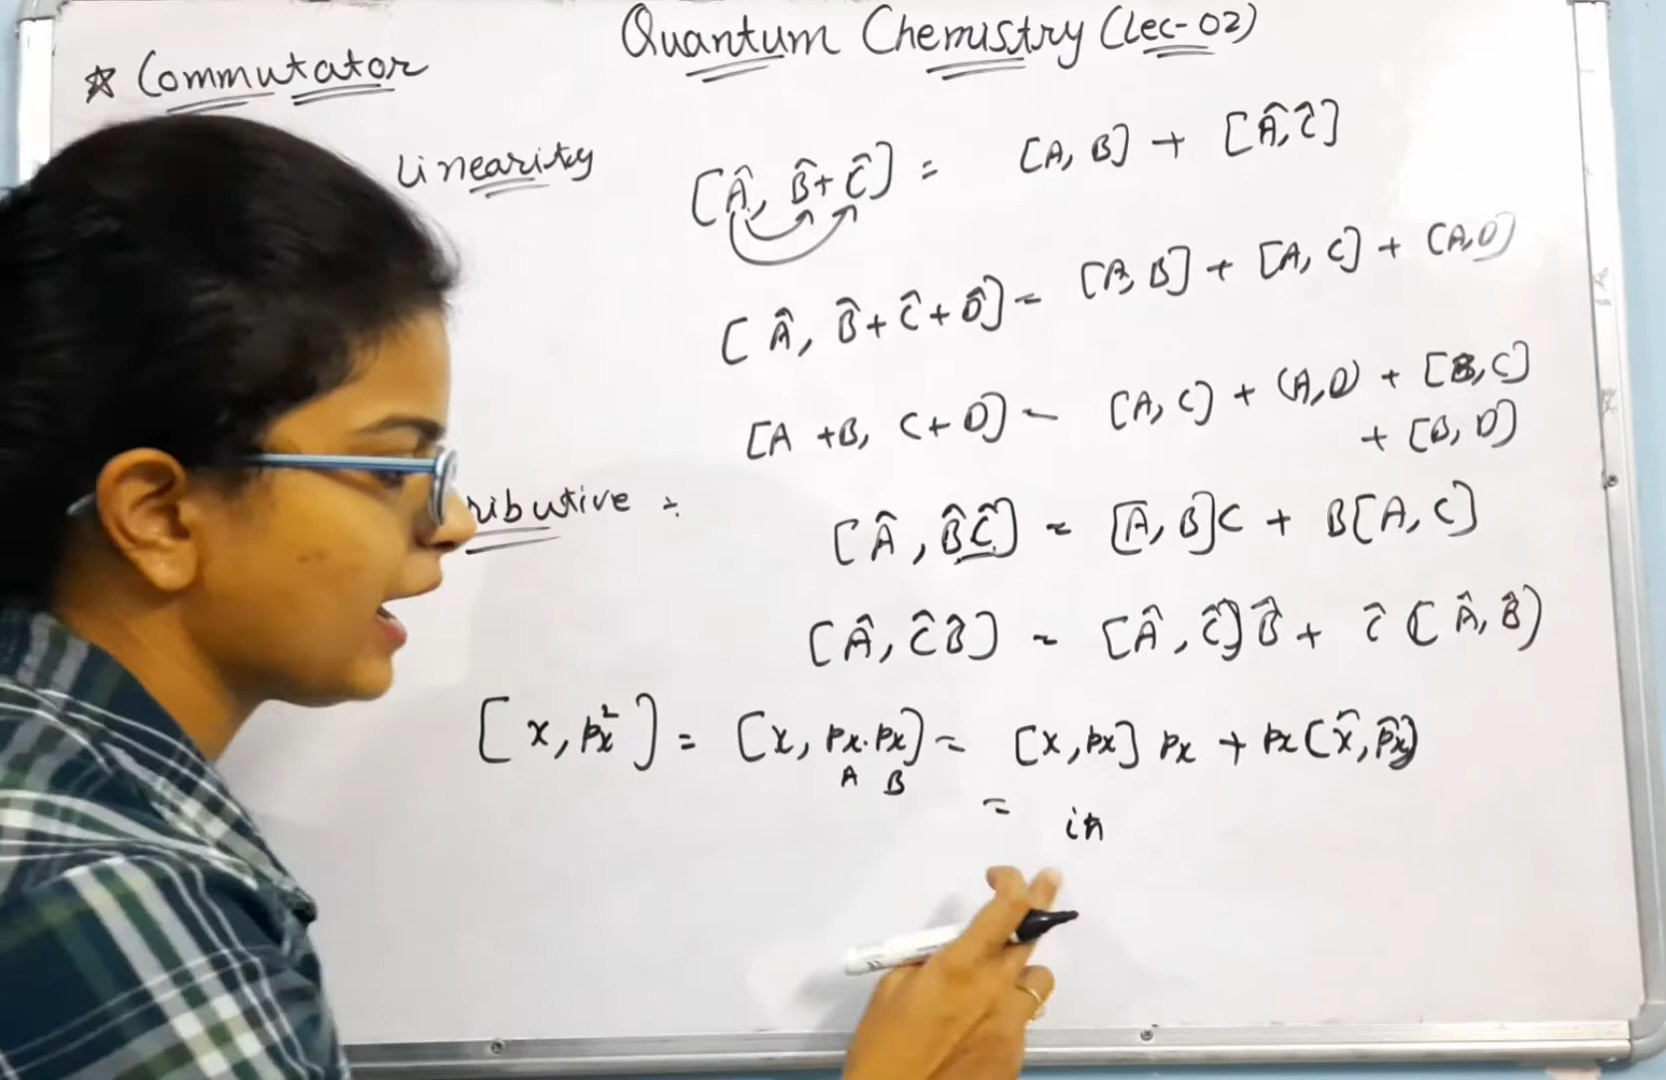 Quantum Chemistry (Lec-02)
☆ Commutator
Linearity [Â, B̂+Ĉ] = [A, B] + [Â, Ĉ]
[Â, B̂+Ĉ+D̂] = [A, B] + [A, C] + [A, D]
[A+B, C+D] = [A, C] + (A, D) + [B, C]
+ [B, D]
ributive ÷ [Â, B̂Ĉ] = [A, B]C + B[A, C]
[Â, ĈB̂] = [Â, Ĉ]B̂ + Ĉ(Â, B̂)
[x, px²] = [x, px.px] = [x, px] px + px(x̂, p̂x)
A B
= iħ